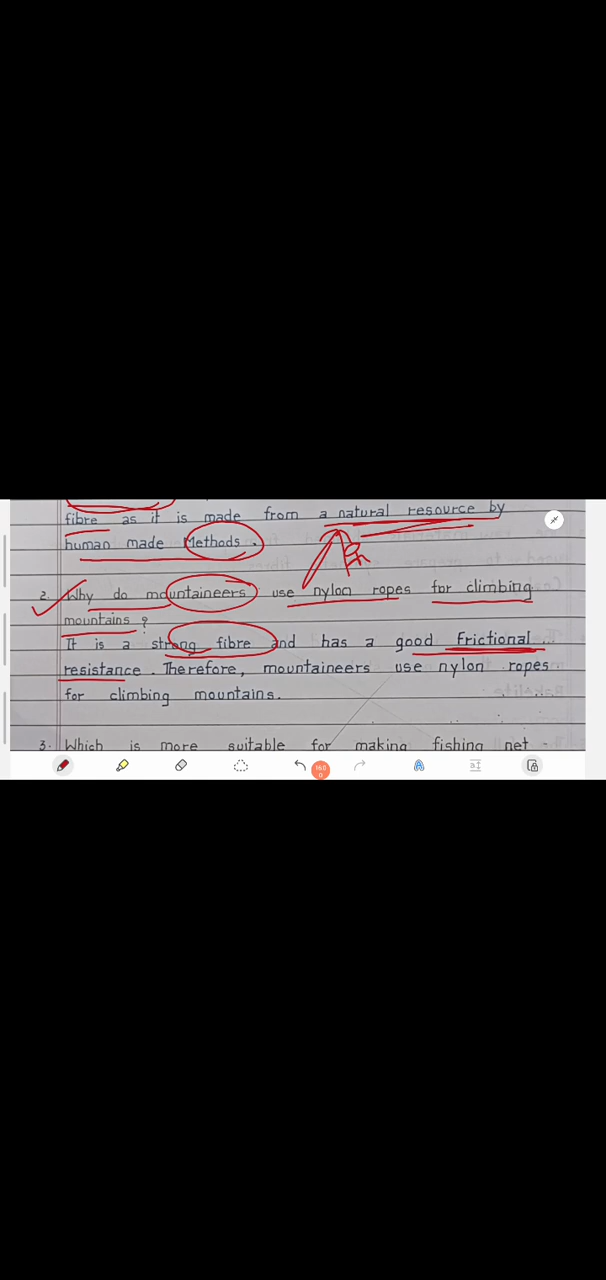 fibre as it is made from a natural resource by
human made Methods.
2. Why do mountaineers use nylon ropes for climbing
mountains ?
It is a strong fibre and has a good Frictional
resistance. Therefore, mountaineers use nylon ropes
for climbing mountains.
3. Which is more suitable for making fishing net